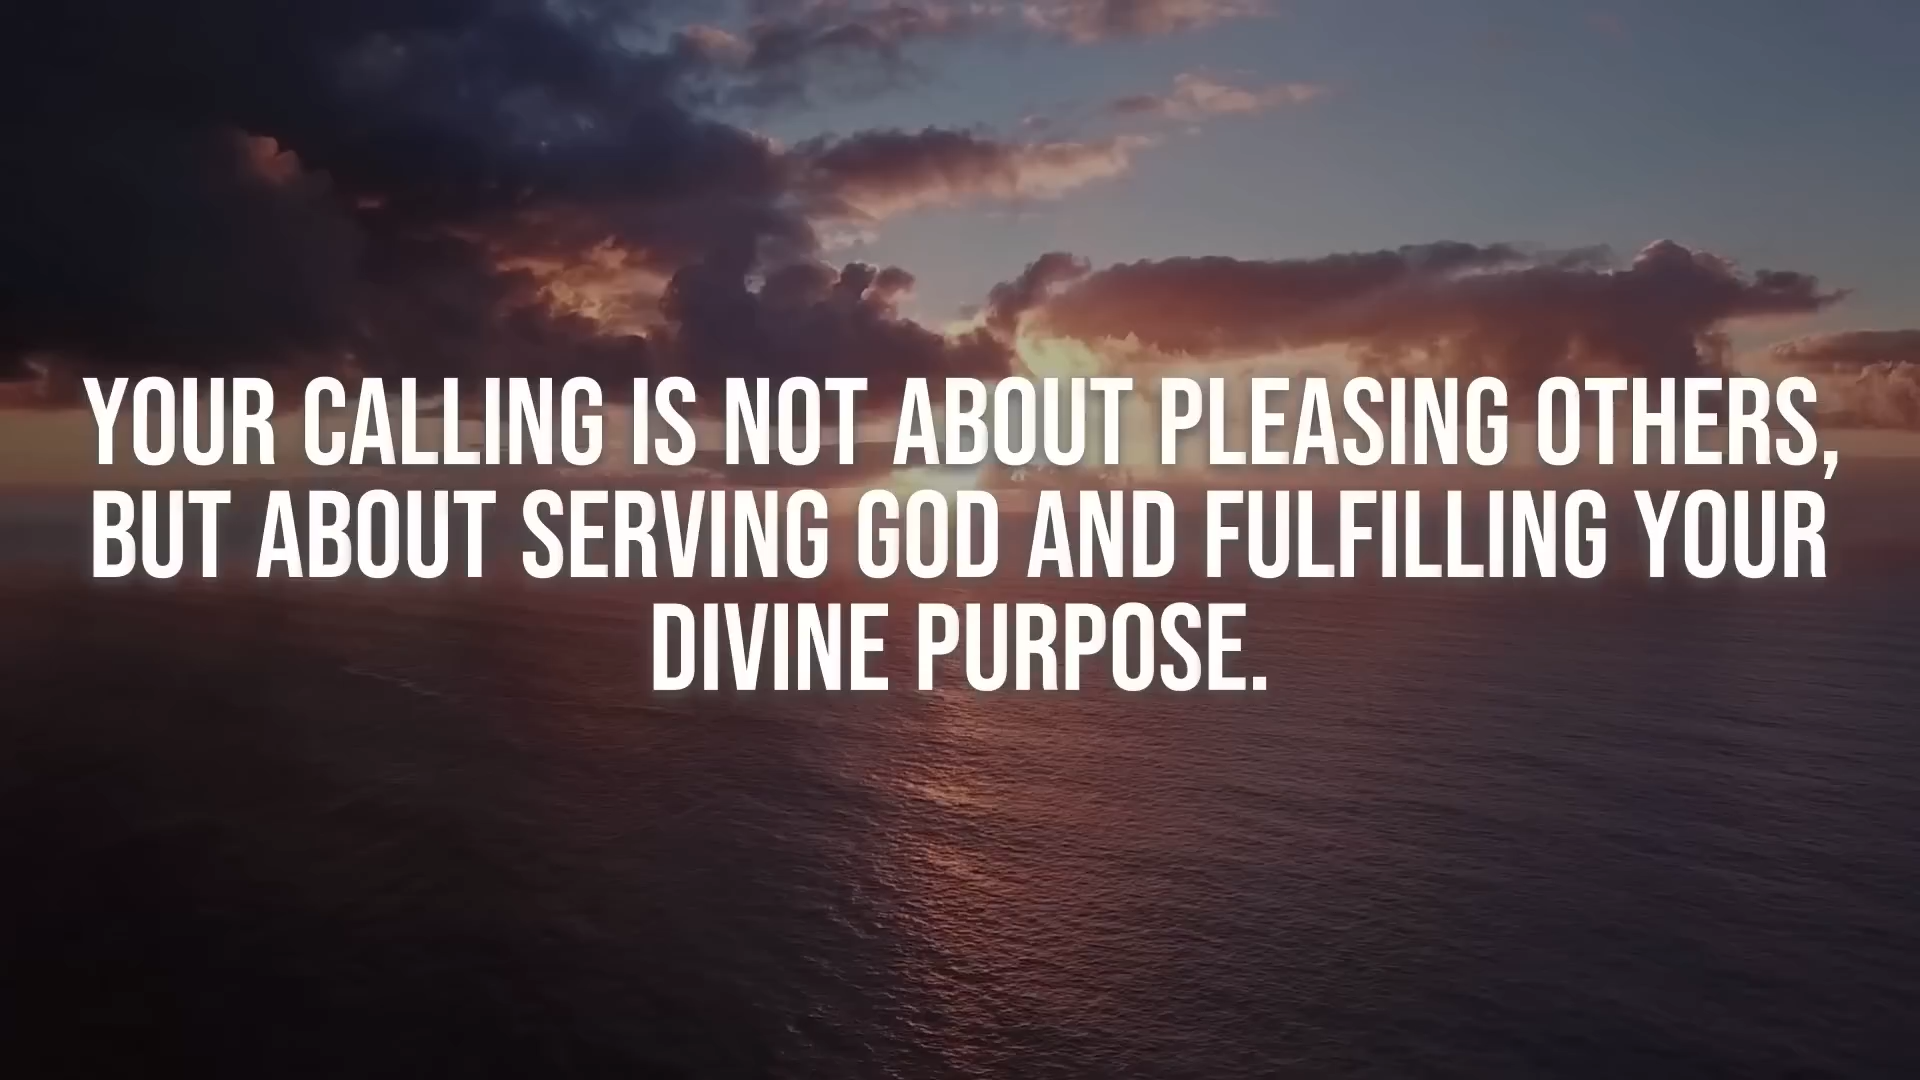 YOUR CALLING IS NOT ABOUT PLEASING OTHERS,
BUT ABOUT SERVING GOD AND FULFILLING YOUR
DIVINE PURPOSE.